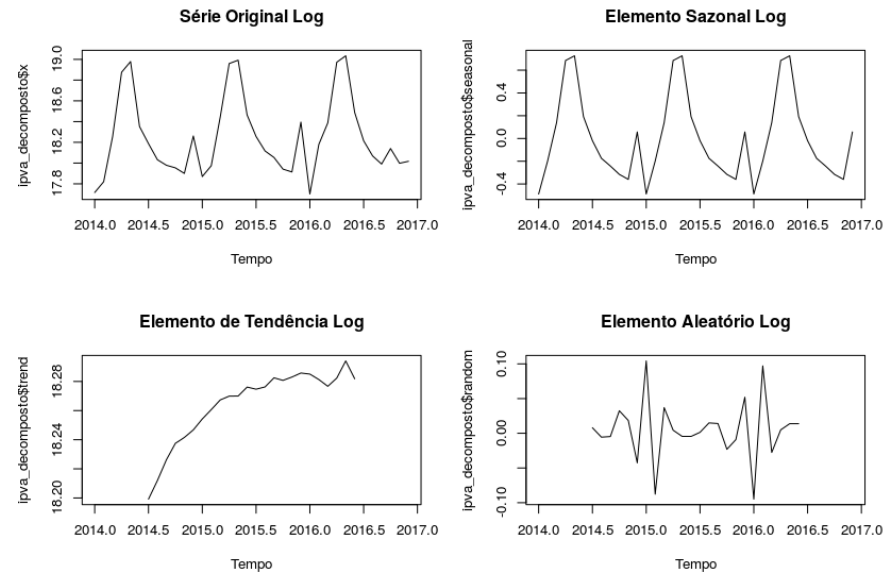 Série Original Log
ipva_decomposto$x
19.0
18.6
18.2
17.8
2014.0 2014.5 2015.0 2015.5 2016.0 2016.5 2017.0
Tempo
Elemento Sazonal Log
ipva_decomposto$seasonal
0.4
0.0
-0.4
2014.0 2014.5 2015.0 2015.5 2016.0 2016.5 2017.0
Tempo
Elemento de Tendência Log
ipva_decomposto$trend
18.28
18.24
18.20
2014.0 2014.5 2015.0 2015.5 2016.0 2016.5 2017.0
Tempo
Elemento Aleatório Log
ipva_decomposto$random
0.10
0.00
-0.10
2014.0 2014.5 2015.0 2015.5 2016.0 2016.5 2017.0
Tempo